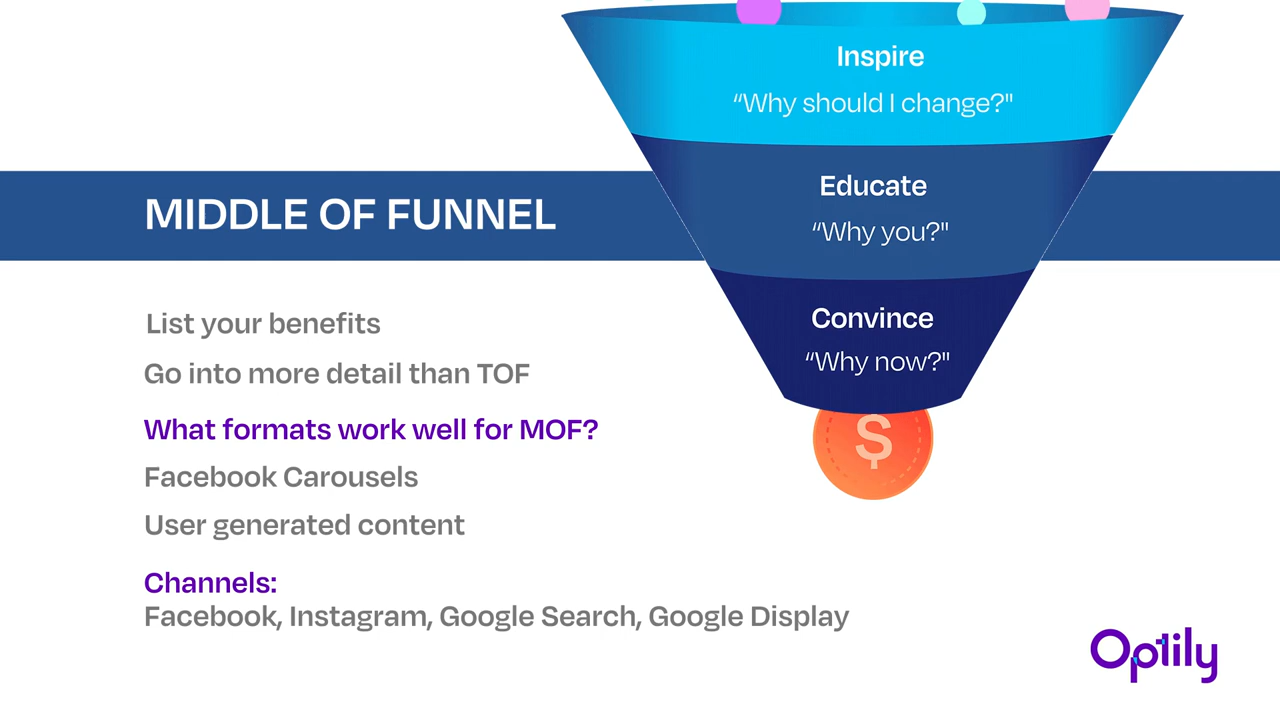 Inspire
“Why should I change?"
Educate
“Why you?"
Convince
“Why now?"
$
MIDDLE OF FUNNEL
List your benefits
Go into more detail than TOF
What formats work well for MOF?
Facebook Carousels
User generated content
Channels:
Facebook, Instagram, Google Search, Google Display
Optily